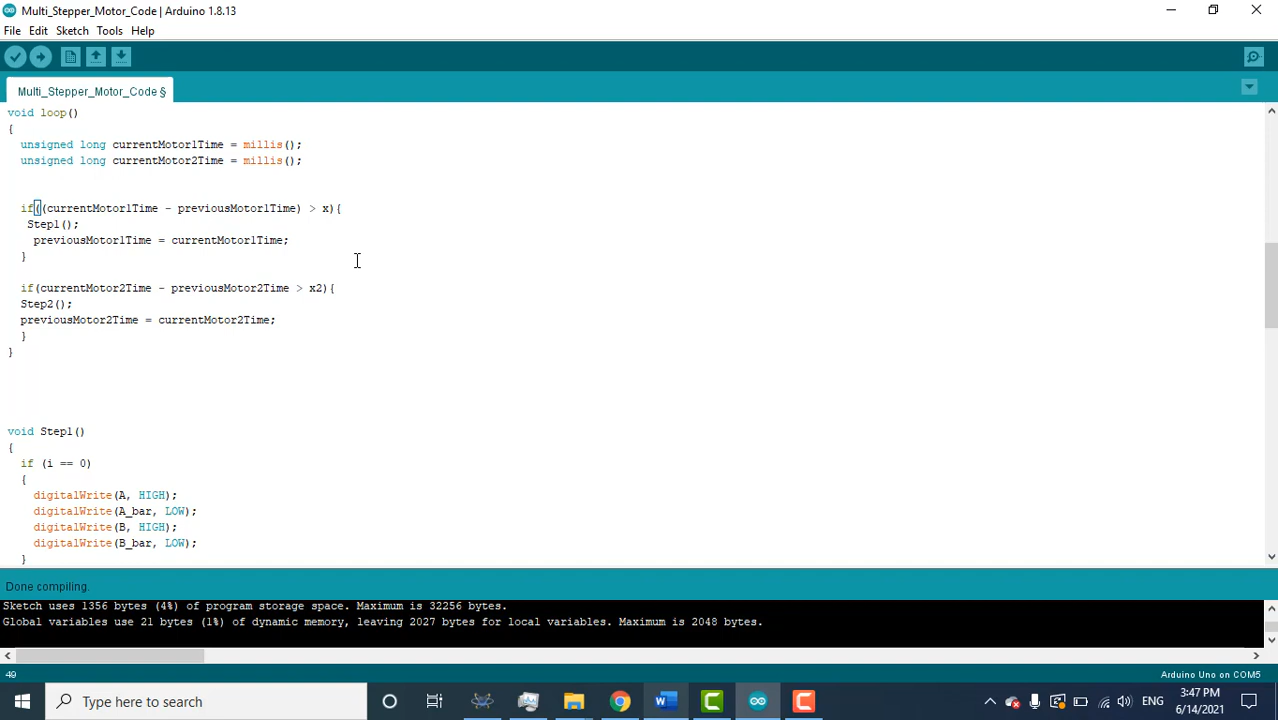 Multi_Stepper_Motor_Code | Arduino 1.8.13
File Edit Sketch Tools Help
Multi_Stepper_Motor_Code §
void loop()
{
unsigned long currentMotor1Time = millis();
unsigned long currentMotor2Time = millis();
if((currentMotor1Time - previousMotor1Time) > x){
Step1();
previousMotor1Time = currentMotor1Time;
}
if(currentMotor2Time - previousMotor2Time > x2){
Step2();
previousMotor2Time = currentMotor2Time;
}
}
void Step1()
{
if (i == 0)
{
digitalWrite(A, HIGH);
digitalWrite(A_bar, LOW);
digitalWrite(B, HIGH);
digitalWrite(B_bar, LOW);
}
Done compiling.
Sketch uses 1356 bytes (4%) of program storage space. Maximum is 32256 bytes.
Global variables use 21 bytes (1%) of dynamic memory, leaving 2027 bytes for local variables. Maximum is 2048 bytes.
49 Arduino Uno on COM5
Type here to search
ENG
3:47 PM
6/14/2021